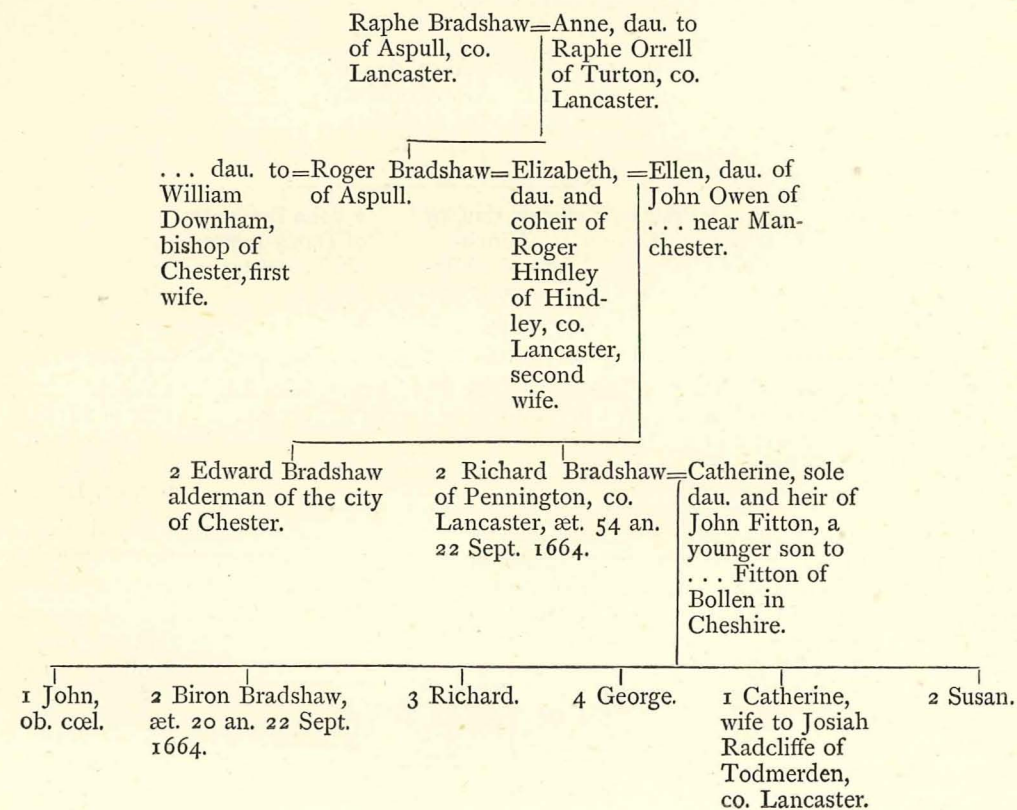 Raphe Bradshaw=Anne, dau. to
of Aspull, co.
Lancaster.
Raphe Orrell
of Turton, co.
Lancaster.
... dau. to=Roger Bradshaw=Elizabeth, =Ellen, dau. of
William
Downham,
bishop of
Chester, first
wife.
of Aspull.
dau. and
coheir of
Roger
Hindley
of Hind-
ley, co.
Lancaster,
second
wife.
John Owen of
... near Man-
chester.
2 Edward Bradshaw
alderman of the city
of Chester.
2 Richard Bradshaw=Catherine, sole
of Pennington, co.
Lancaster, æt. 54 an.
22 Sept. 1664.
dau. and heir of
John Fitton, a
younger son to
... Fitton of
Bollen in
Cheshire.
1 John,
ob. cœl.
2 Biron Bradshaw,
æt. 20 an. 22 Sept.
1664.
3 Richard.
4 George.
1 Catherine,
wife to Josiah
Radcliffe of
Todmerden,
co. Lancaster.
2 Susan.